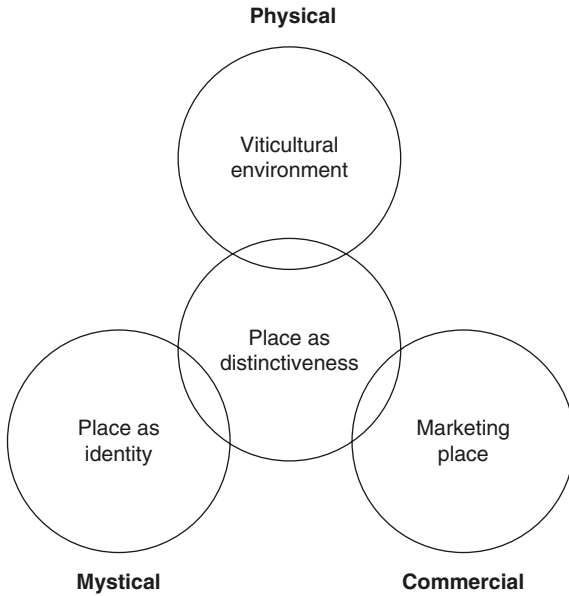 Physical
Viticultural
environment
Place as
distinctiveness
Place as
identity
Marketing
place
Mystical
Commercial